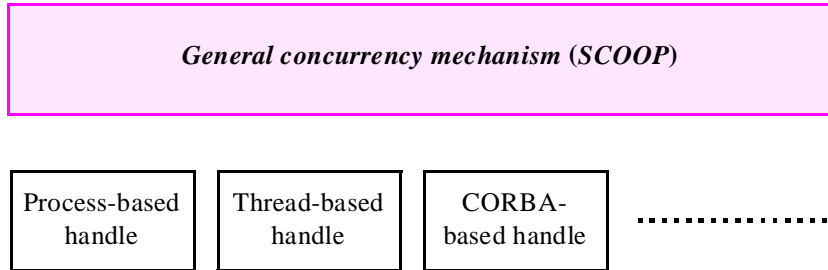 General concurrency mechanism (SCOOP)
Process-based
handle
Thread-based
handle
CORBA-
based handle